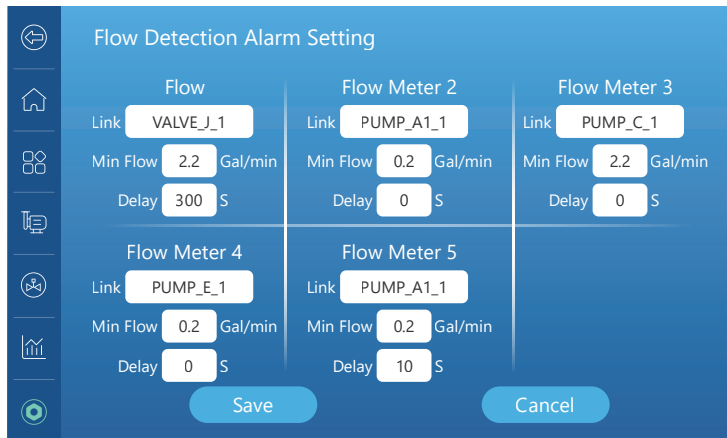 Flow Detection Alarm Setting
Flow
Link VALVE_J_1
Min Flow 2.2 Gal/min
Delay 300 S
Flow Meter 2
Link PUMP_A1_1
Min Flow 0.2 Gal/min
Delay 0 S
Flow Meter 3
Link PUMP_C_1
Min Flow 2.2 Gal/min
Delay 0 S
Flow Meter 4
Link PUMP_E_1
Min Flow 0.2 Gal/min
Delay 0 S
Flow Meter 5
Link PUMP_A1_1
Min Flow 0.2 Gal/min
Delay 10 S
Save
Cancel